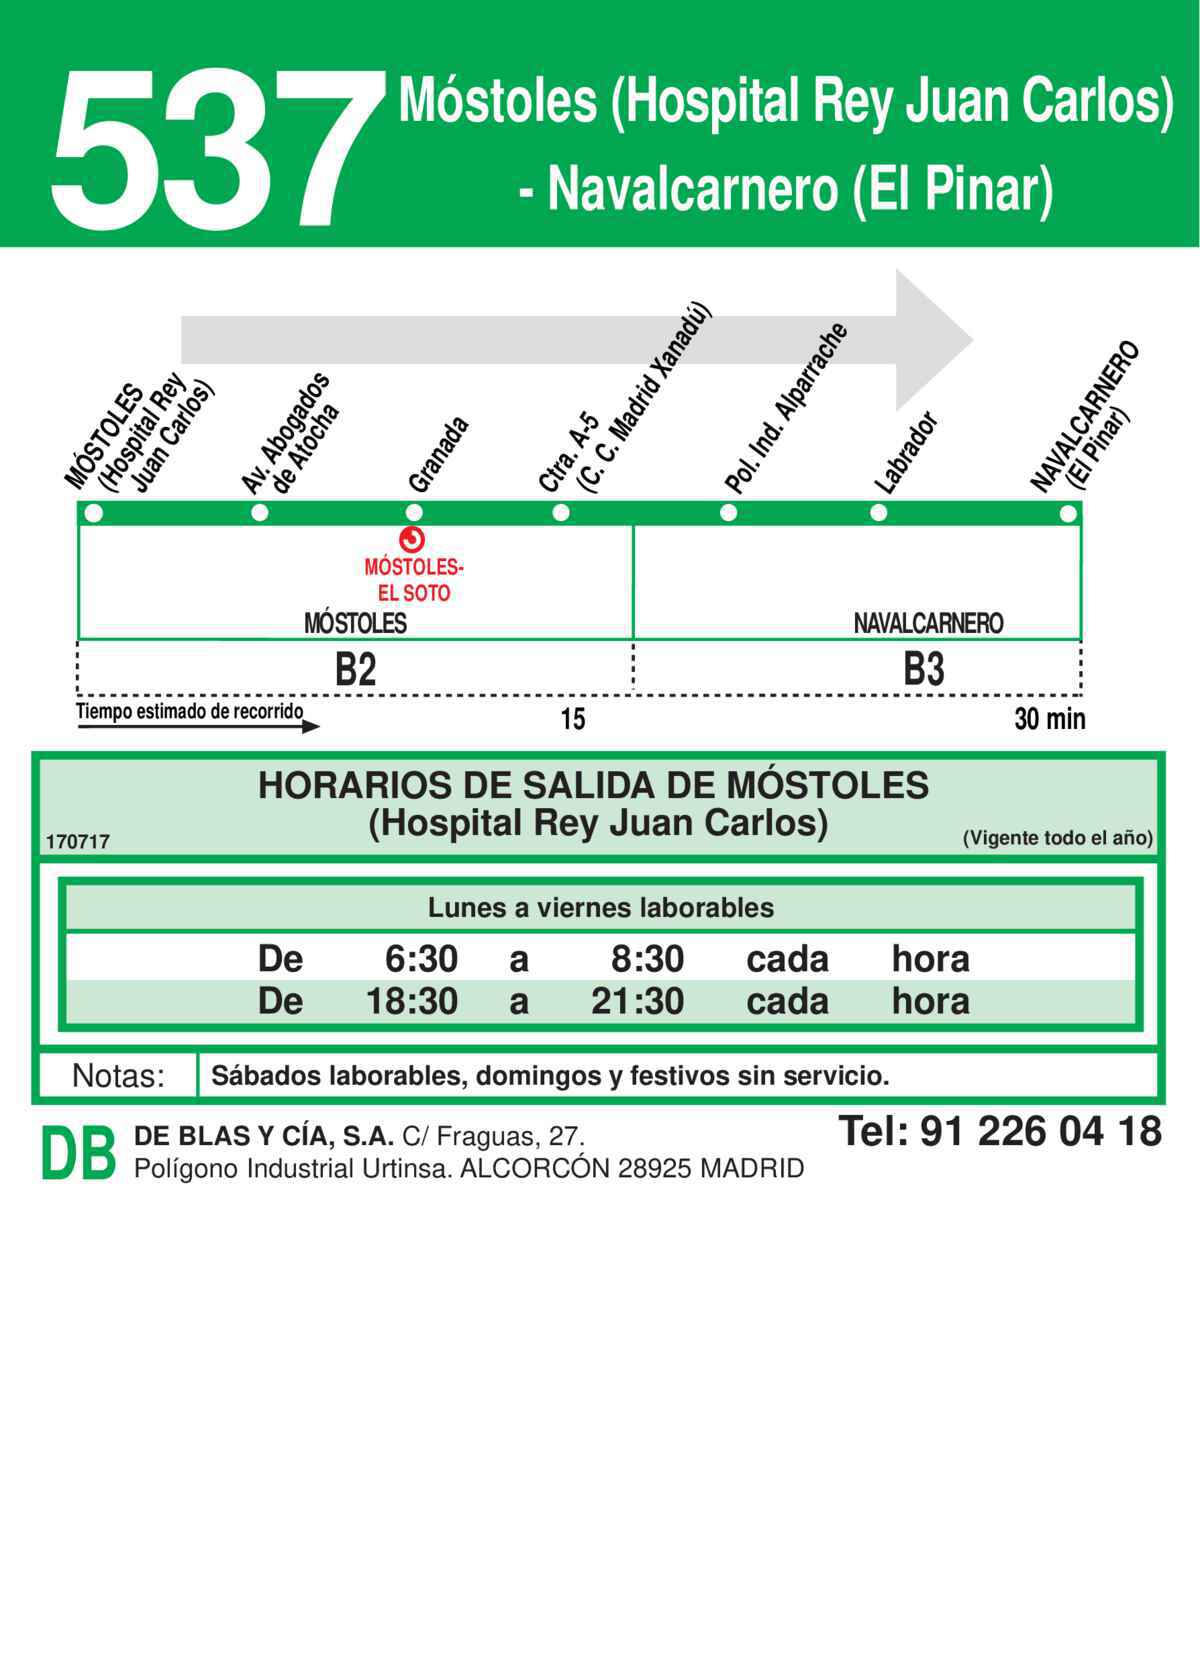 537
Móstoles (Hospital Rey Juan Carlos)
- Navalcarnero (El Pinar)
MÓSTOLES
(Hospital Rey
Juan Carlos)
Av. Abogados
de Atocha
Granada
Ctra. A-5
(C. C. Madrid Xanadú)
Pol. Ind. Alparrache
Labrador
NAVALCARNERO
(El Pinar)
MÓSTOLES-
EL SOTO
MÓSTOLES
NAVALCARNERO
B2
B3
Tiempo estimado de recorrido
15
30 min
HORARIOS DE SALIDA DE MÓSTOLES
(Hospital Rey Juan Carlos)
170717
(Vigente todo el año)
Lunes a viernes laborables
De 6:30 a 8:30 cada hora
De 18:30 a 21:30 cada hora
Notas:
Sábados laborables, domingos y festivos sin servicio.
DB
DE BLAS Y CÍA, S.A. C/ Fraguas, 27.
Polígono Industrial Urtinsa. ALCORCÓN 28925 MADRID
Tel: 91 226 04 18